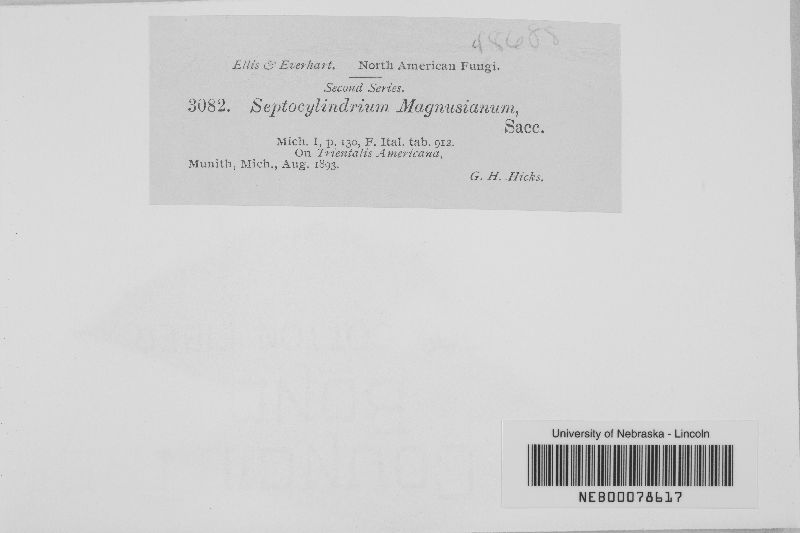 48688
Ellis & Everhart. North American Fungi.
Second Series.
3082. Septocylindrium Magnusianum,
Sacc.
Mich. I, p. 130, F. Ital. tab. 912.
On Trientalis Americana,
Munith, Mich., Aug. 1893.
G. H. Hicks.
University of Nebraska - Lincoln
NEB00078617